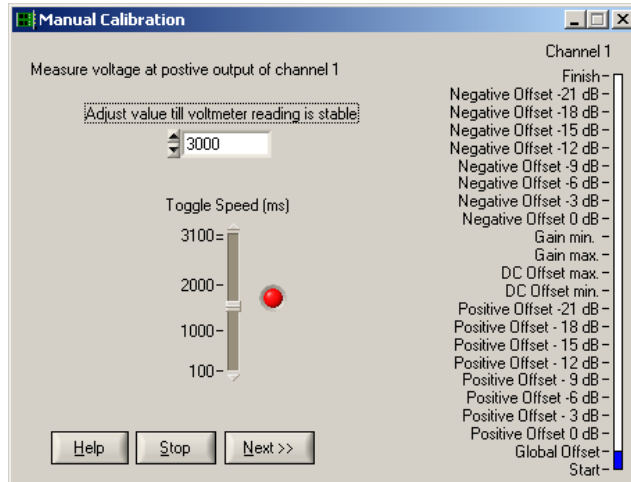 Manual Calibration
Measure voltage at postive output of channel 1
Adjust value till voltmeter reading is stable
3000
Toggle Speed (ms)
3100
2000
1000
100
Help
Stop
Next >>
Channel 1
Finish
Negative Offset -21 dB
Negative Offset -18 dB
Negative Offset -15 dB
Negative Offset -12 dB
Negative Offset -9 dB
Negative Offset -6 dB
Negative Offset -3 dB
Negative Offset 0 dB
Gain min.
Gain max.
DC Offset max.
DC Offset min.
Positive Offset -21 dB
Positive Offset - 18 dB
Positive Offset - 15 dB
Positive Offset - 12 dB
Positive Offset - 9 dB
Positive Offset -6 dB
Positive Offset - 3 dB
Positive Offset 0 dB
Global Offset
Start